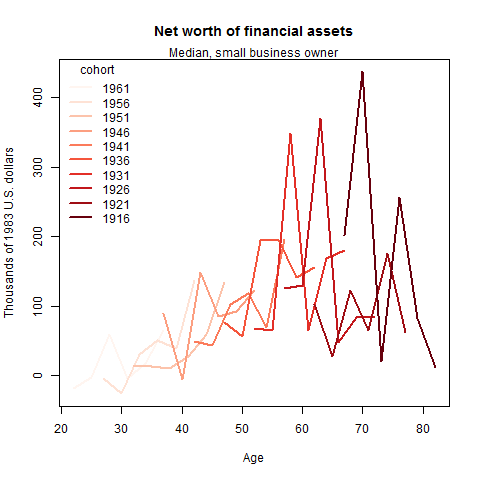 Net worth of financial assets
Median, small business owner
cohort
1961
1956
1951
1946
1941
1936
1931
1926
1921
1916
Thousands of 1983 U.S. dollars
400
300
200
100
0
20 30 40 50 60 70 80
Age